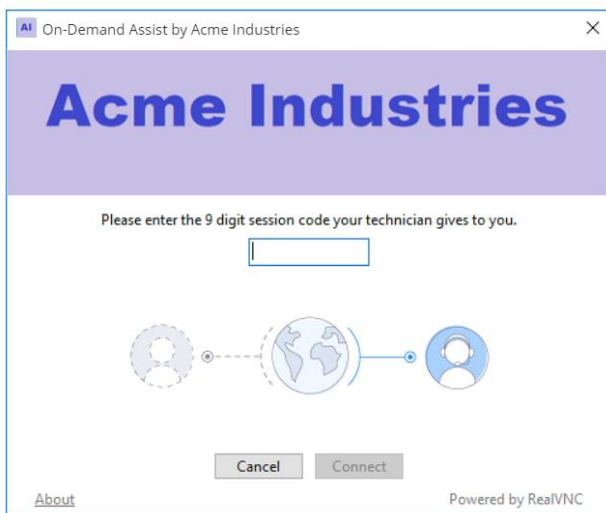 AI On-Demand Assist by Acme Industries
Acme Industries
Please enter the 9 digit session code your technician gives to you.
Cancel Connect
About Powered by RealVNC